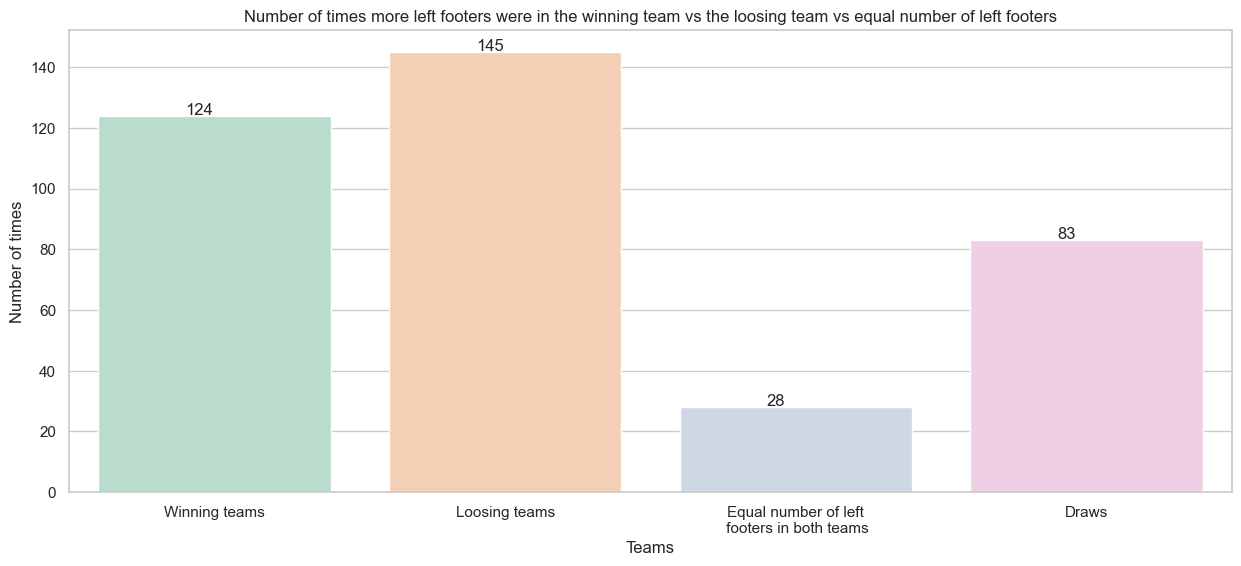 Number of times more left footers were in the winning team vs the loosing team vs equal number of left footers
Number of times
140
120
100
80
60
40
20
0
124
145
28
83
Winning teams
Loosing teams
Equal number of left
footers in both teams
Draws
Teams